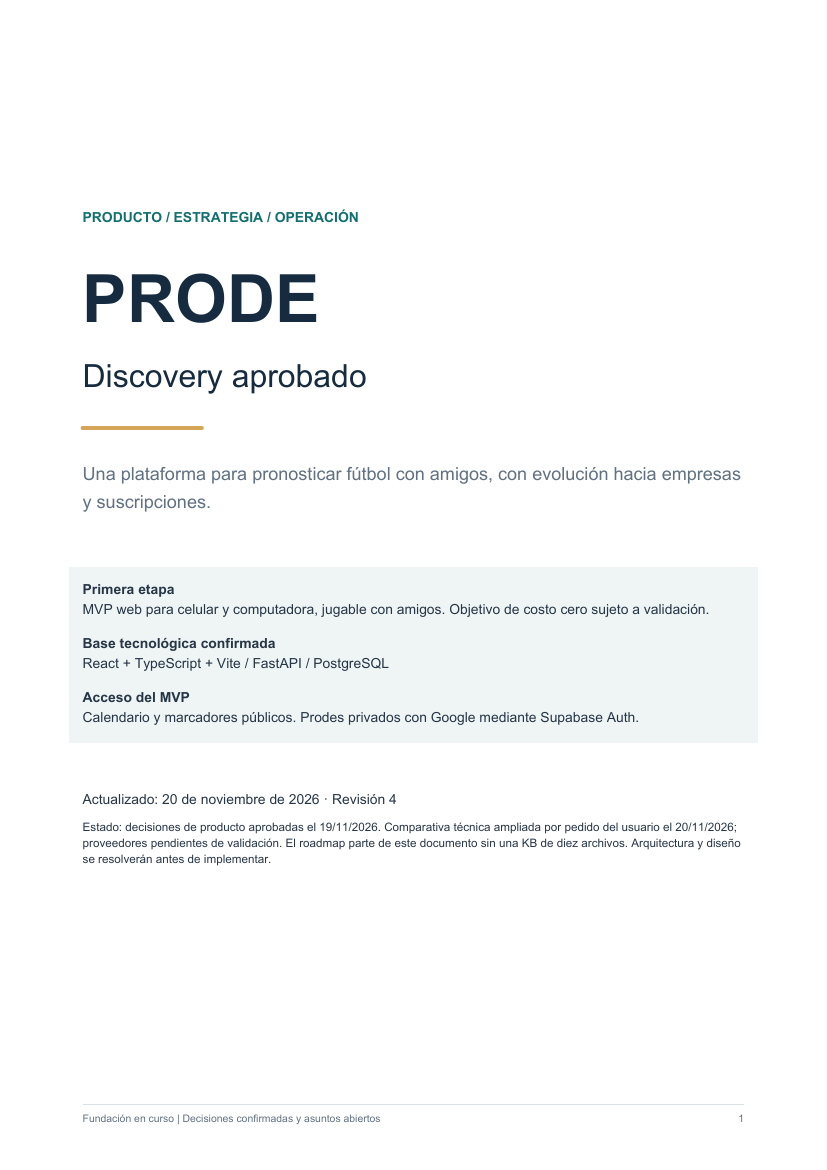 PRODUCTO / ESTRATEGIA / OPERACIÓN
PRODE
Discovery aprobado
Una plataforma para pronosticar fútbol con amigos, con evolución hacia empresas
y suscripciones.
Primera etapa
MVP web para celular y computadora, jugable con amigos. Objetivo de costo cero sujeto a validación.
Base tecnológica confirmada
React + TypeScript + Vite / FastAPI / PostgreSQL
Acceso del MVP
Calendario y marcadores públicos. Prodes privados con Google mediante Supabase Auth.
Actualizado: 20 de noviembre de 2026 · Revisión 4
Estado: decisiones de producto aprobadas el 19/11/2026. Comparativa técnica ampliada por pedido del usuario el 20/11/2026;
proveedores pendientes de validación. El roadmap parte de este documento sin una KB de diez archivos. Arquitectura y diseño
se resolverán antes de implementar.
Fundación en curso | Decisiones confirmadas y asuntos abiertos
1